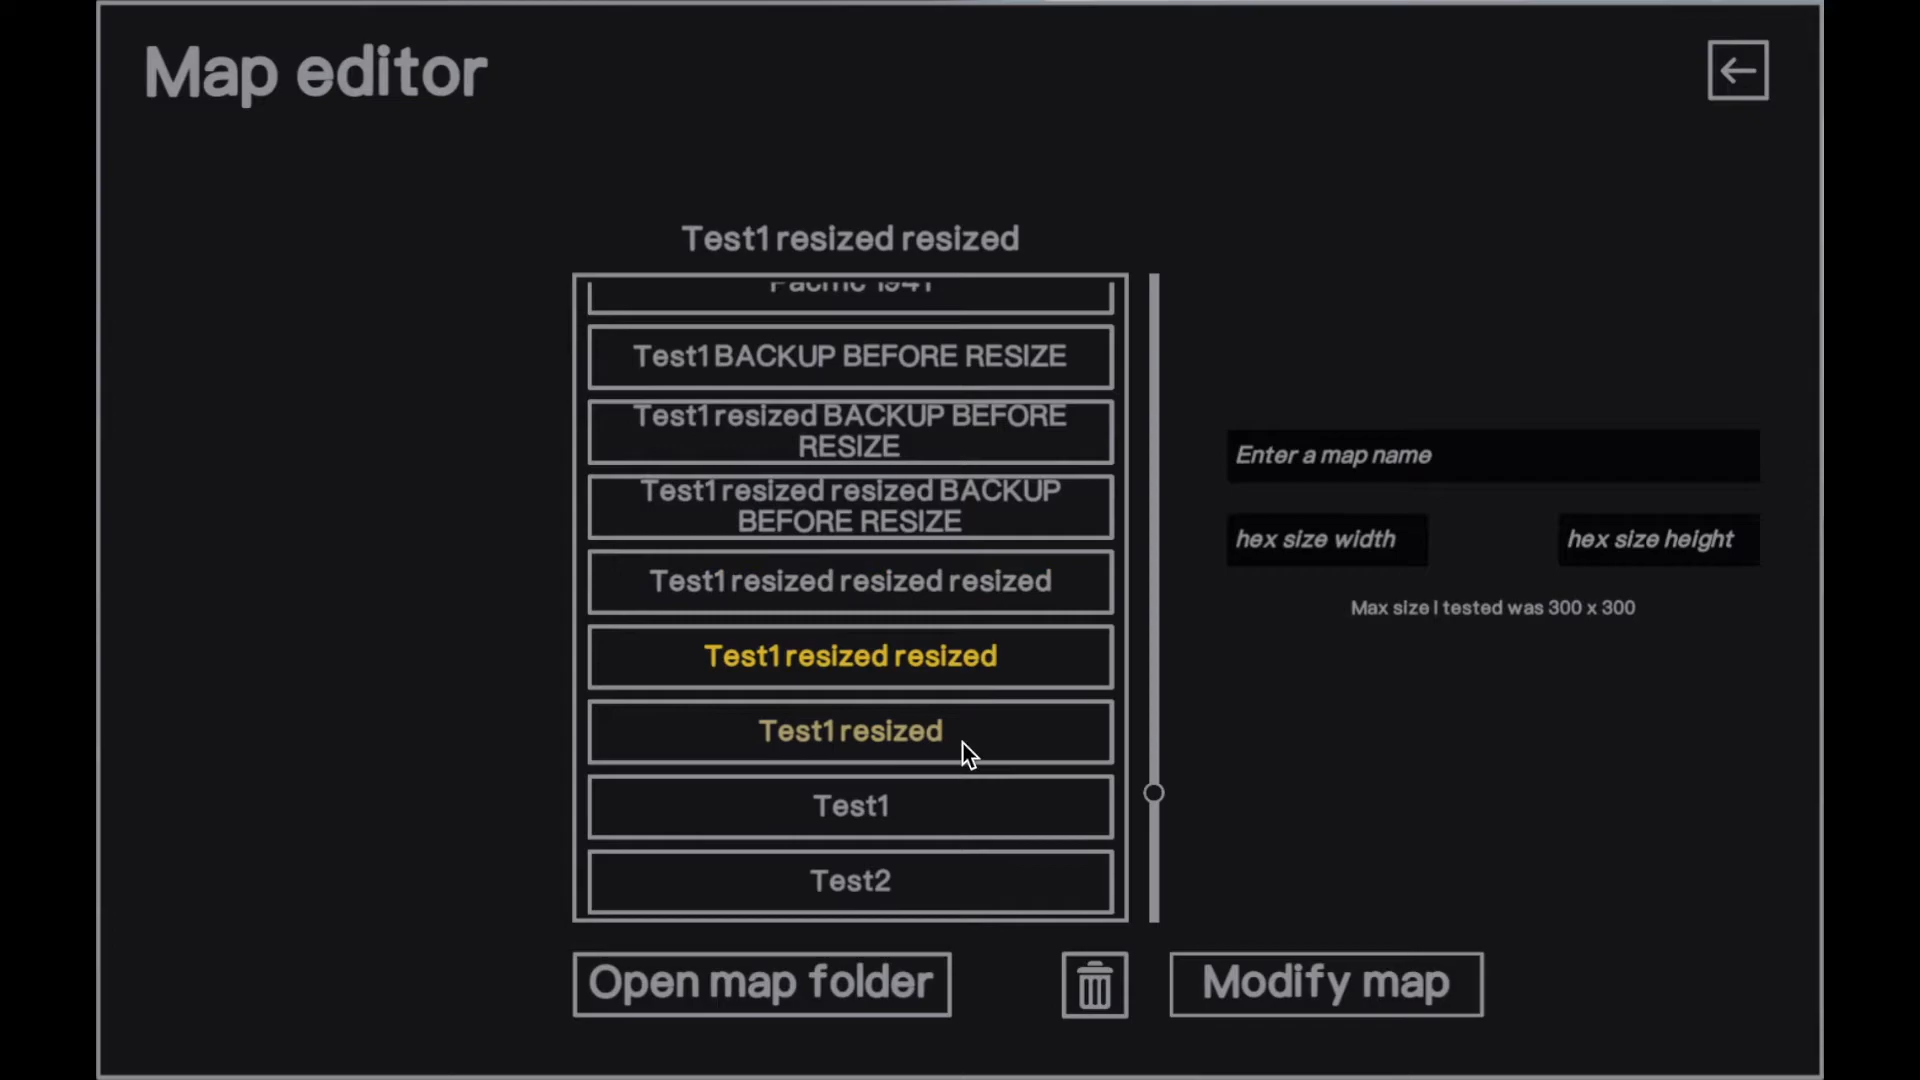 Map editor
Test1 resized resized
Pacific 1941
Test1 BACKUP BEFORE RESIZE
Test1 resized BACKUP BEFORE
RESIZE
Test1 resized resized BACKUP
BEFORE RESIZE
Test1 resized resized resized
Test1 resized resized
Test1 resized
Test1
Test2
Enter a map name
hex size width
hex size height
Max size I tested was 300 x 300
Open map folder
Modify map